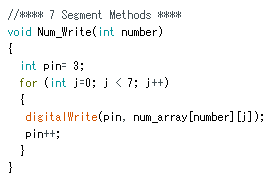 //**** 7 Segment Methods ****
void Num_Write(int number)
{
  int pin= 3;
  for (int j=0; j < 7; j++)
  {
   digitalWrite(pin, num_array[number][j]);
   pin++;
  }
}